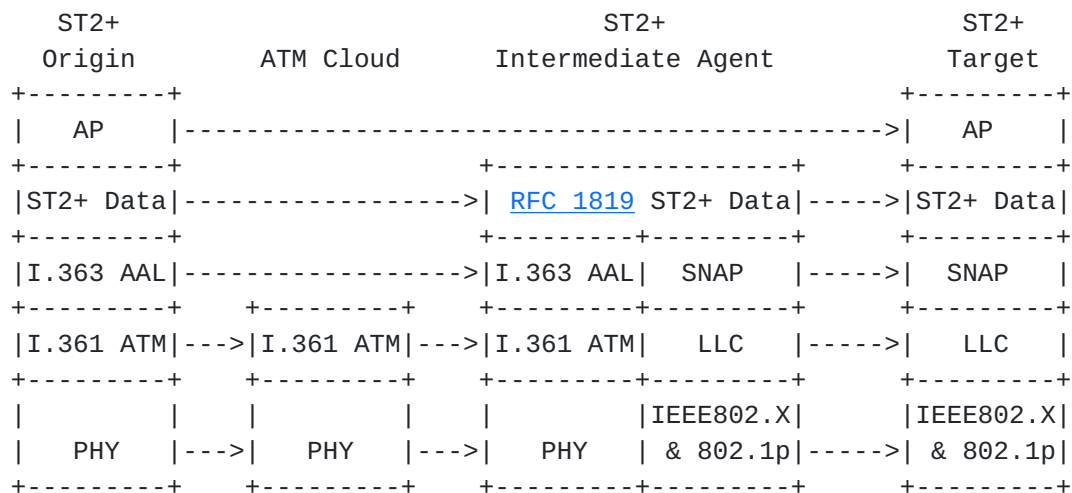 ST2+                               ST2+                   ST2+
  Origin        ATM Cloud      Intermediate Agent           Target
+---------+                                              +---------+
|   AP    |--------------------------------------------->|   AP    |
+---------+                   +-------------------+      +---------+
|ST2+ Data|------------------>| RFC 1819 ST2+ Data|----->|ST2+ Data|
+---------+                   +---------+---------+      +---------+
|I.363 AAL|------------------>|I.363 AAL|  SNAP   |----->|  SNAP   |
+---------+    +---------+    +---------+---------+      +---------+
|I.361 ATM|--->|I.361 ATM|--->|I.361 ATM|   LLC   |----->|   LLC   |
+---------+    +---------+    +---------+---------+      +---------+
|         |    |         |    |         |IEEE802.X|      |IEEE802.X|
|   PHY   |--->|   PHY   |--->|   PHY   | & 802.1p|----->| & 802.1p|
+---------+    +---------+    +---------+---------+      +---------+